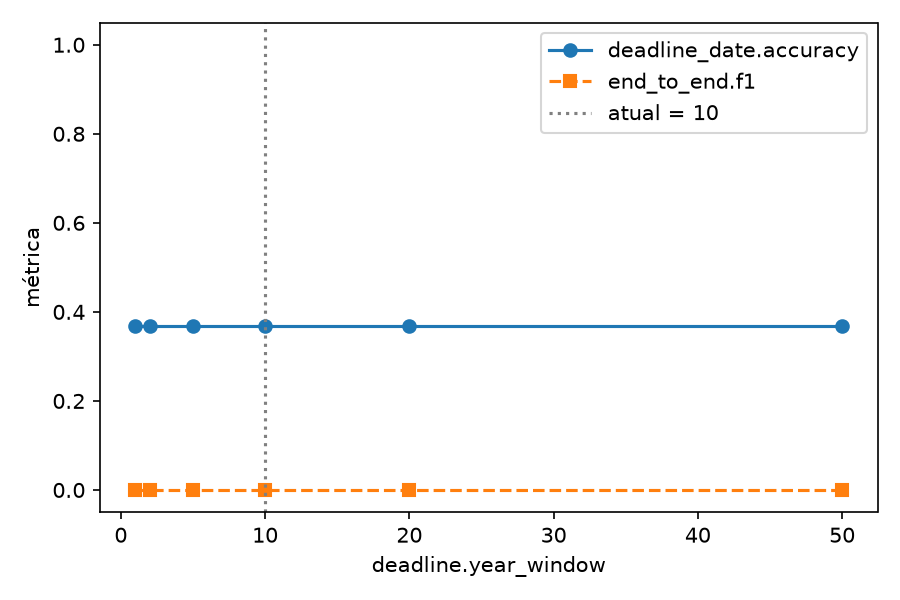 1.0
0.8
0.6
0.4
0.2
0.0
métrica
deadline_date.accuracy
end_to_end.f1
atual = 10
0 10 20 30 40 50
deadline.year_window